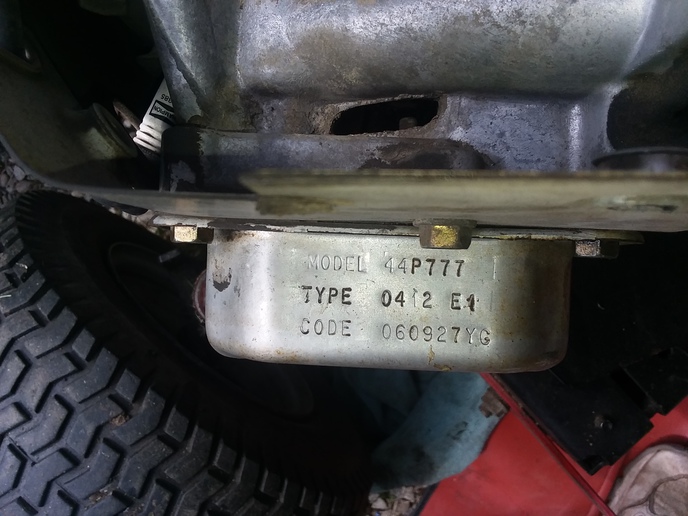 MODEL 44P777
TYPE 0412 E1
CODE 060927YG